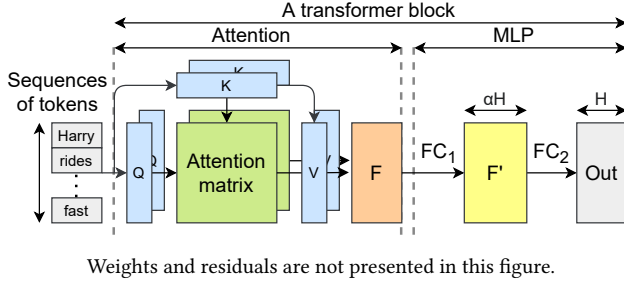 A transformer block
Attention
MLP
Sequences
of tokens
K
K
αH
H
Harry
rides
fast
Q
Q
Attention
matrix
V
V
F
FC1
F'
FC2
Out
Weights and residuals are not presented in this figure.